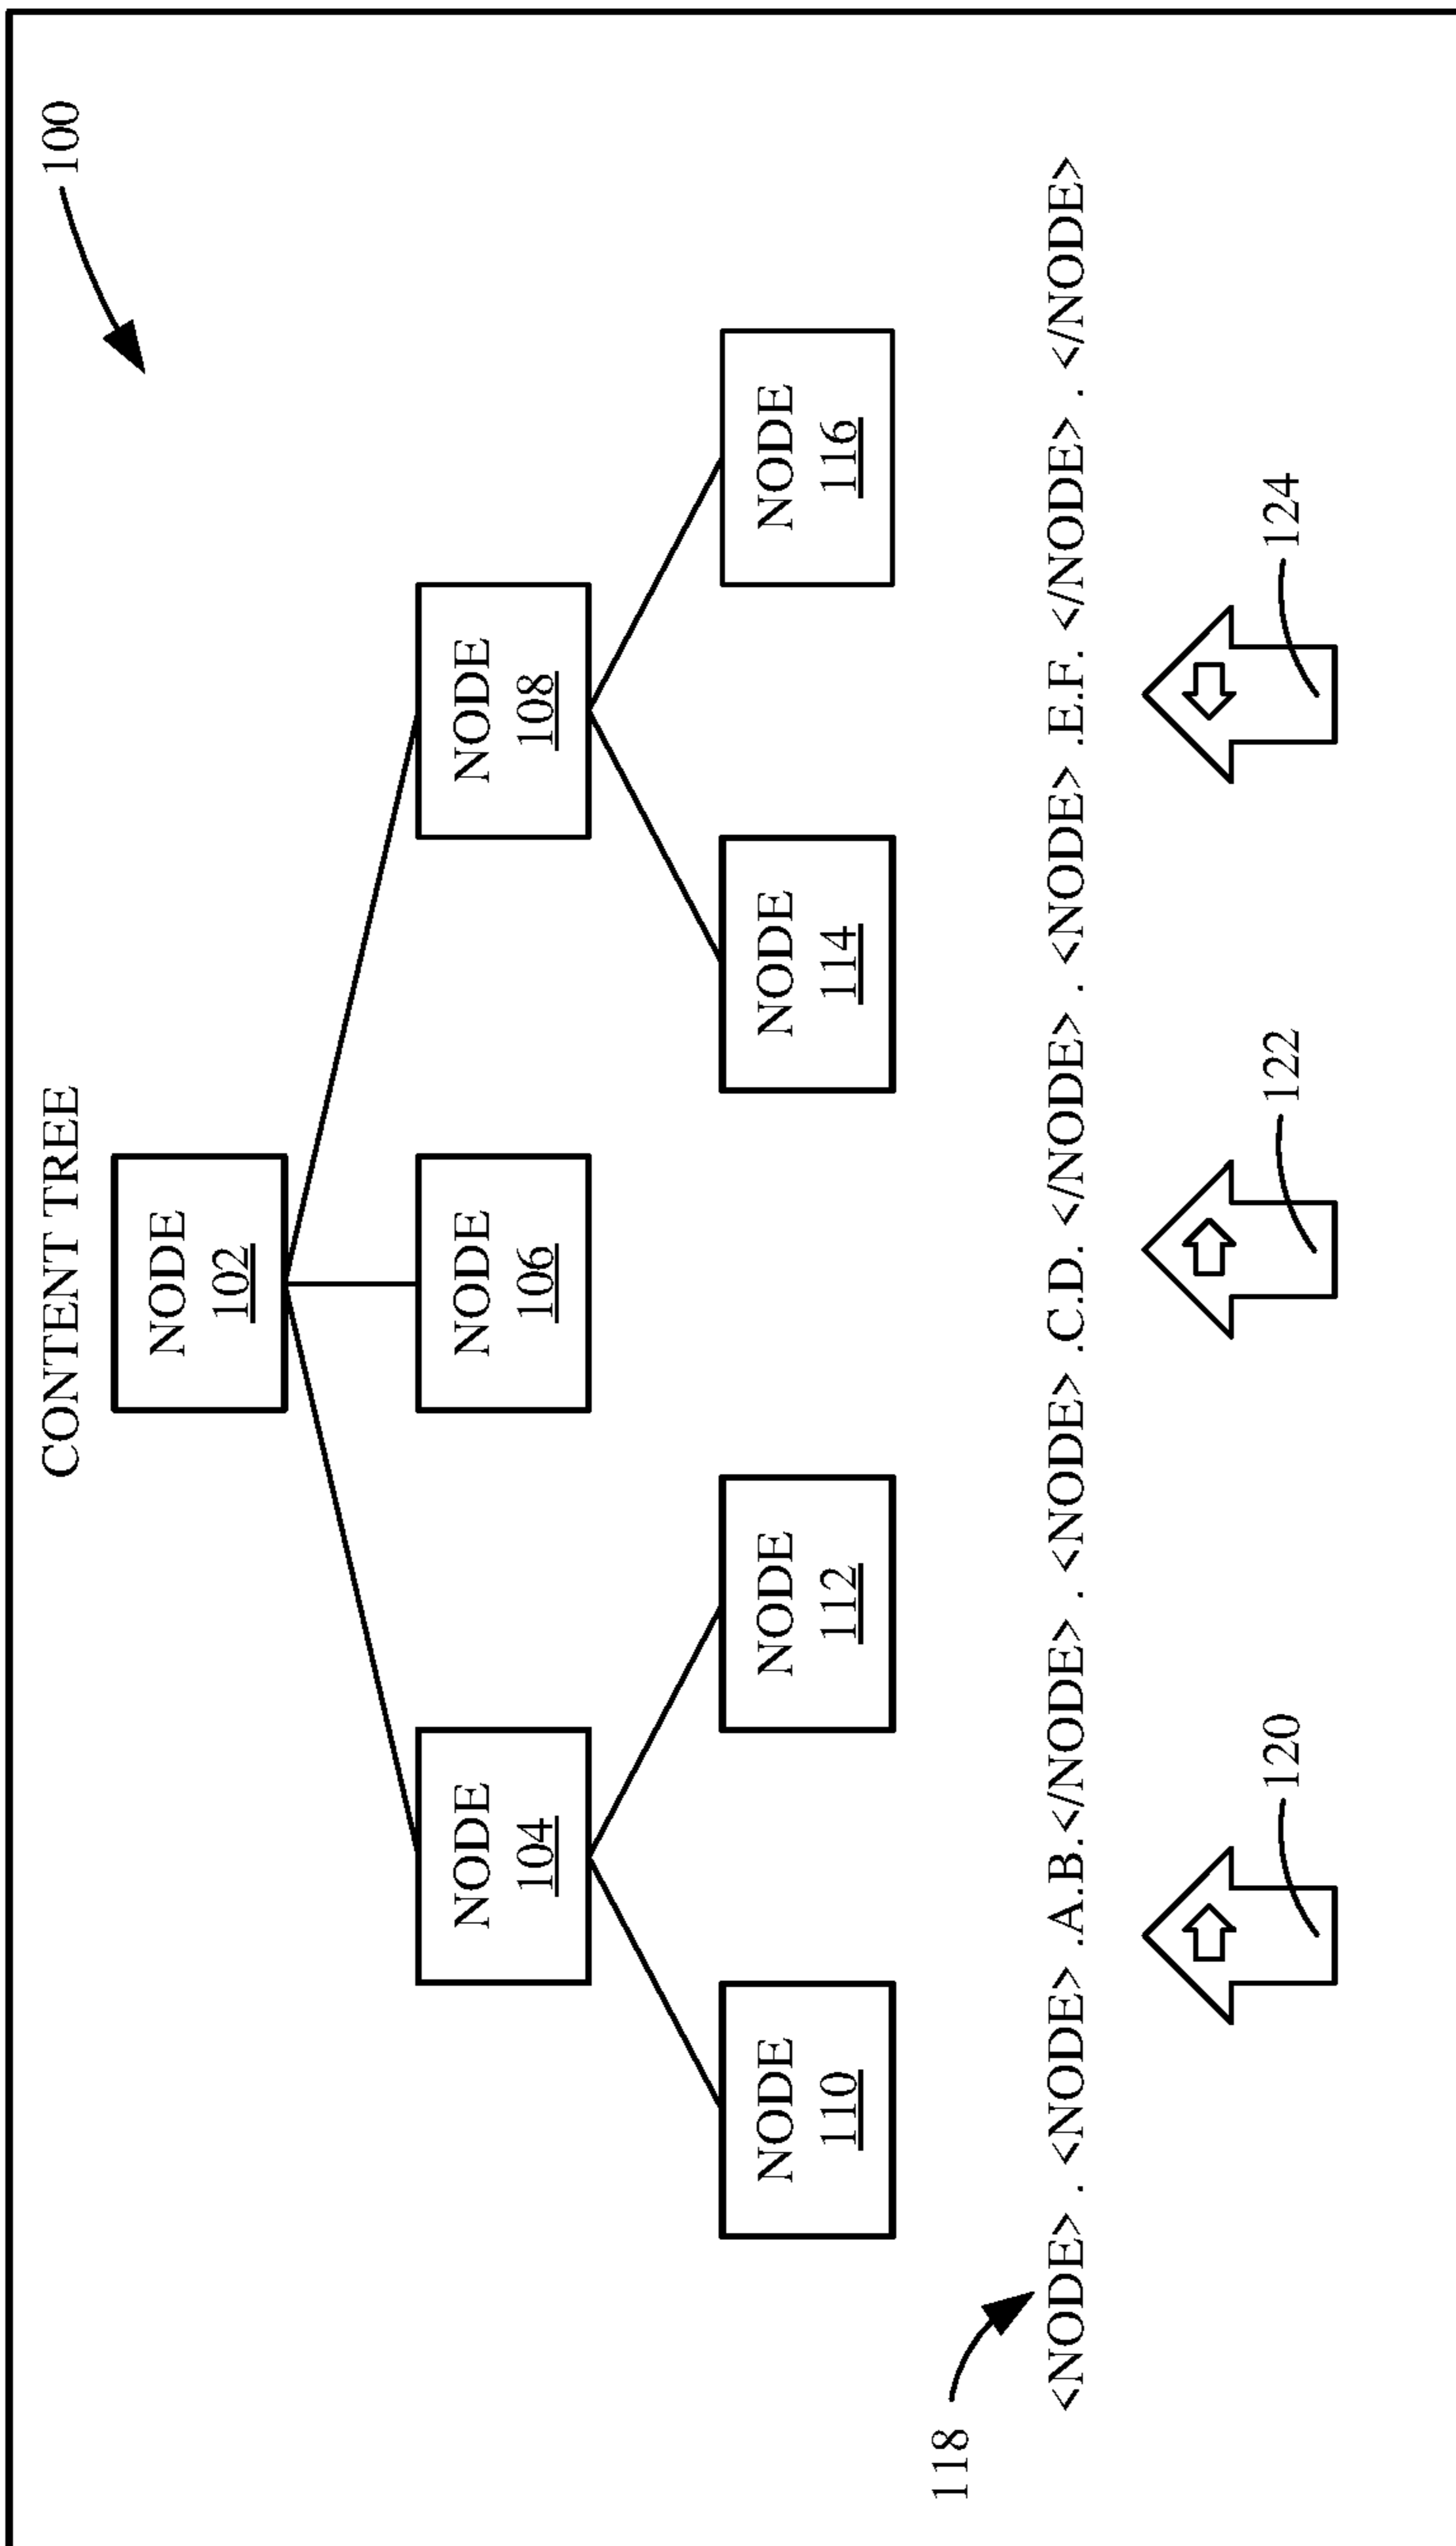 100
CONTENT TREE
NODE
102
NODE
104
NODE
106
NODE
108
NODE
110
NODE
112
NODE
114
NODE
116
118
<NODE> . <NODE> .A.B.</NODE> . <NODE> .C.D. </NODE> . <NODE> .E.F. </NODE> . </NODE>
120
122
124